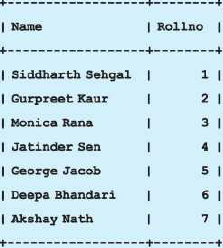 +------------------+--------+
| Name | Rollno |
+------------------+--------+
| Siddharth Sehgal | 1 |
| Gurpreet Kaur | 2 |
| Monica Rana | 3 |
| Jatinder Sen | 4 |
| George Jacob | 5 |
| Deepa Bhandari | 6 |
| Akshay Nath | 7 |
+------------------+--------+